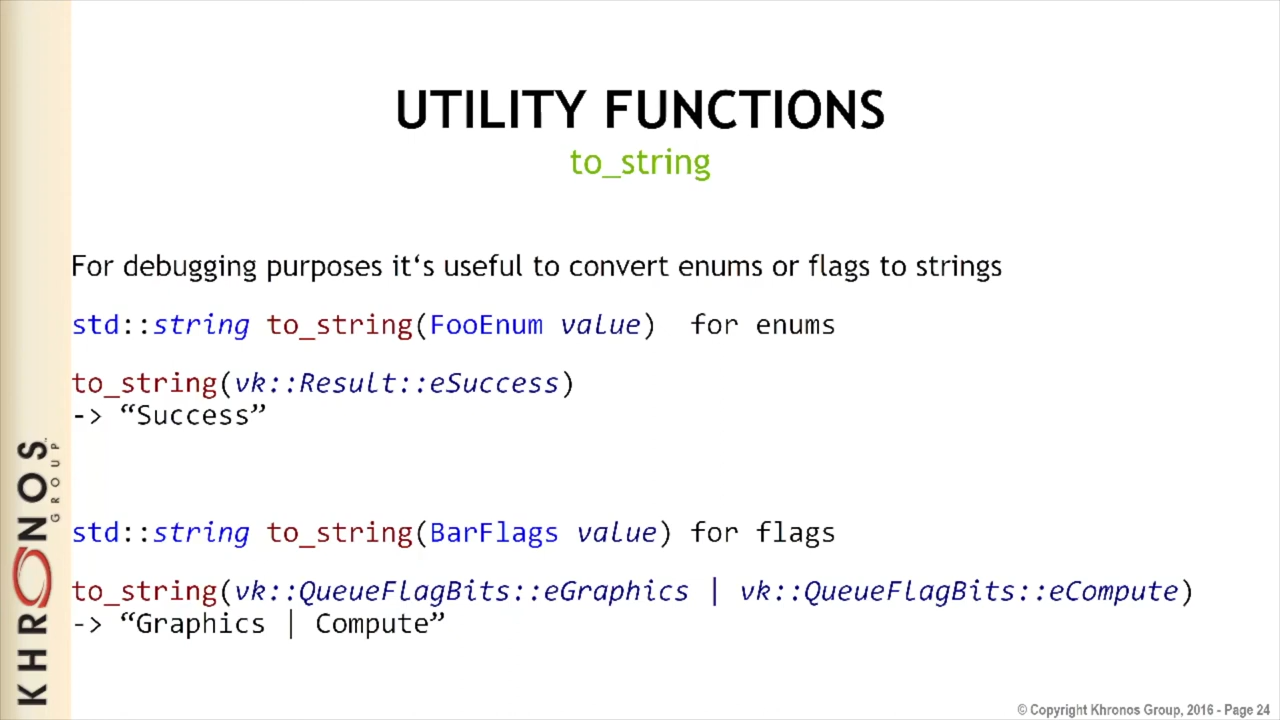 UTILITY FUNCTIONS
to_string
For debugging purposes it‘s useful to convert enums or flags to strings
std::string to_string(FooEnum value)  for enums
to_string(vk::Result::eSuccess)
-> “Success”
std::string to_string(BarFlags value) for flags
to_string(vk::QueueFlagBits::eGraphics | vk::QueueFlagBits::eCompute)
-> “Graphics | Compute”
KHRONOS
GROUP
© Copyright Khronos Group, 2016 - Page 24